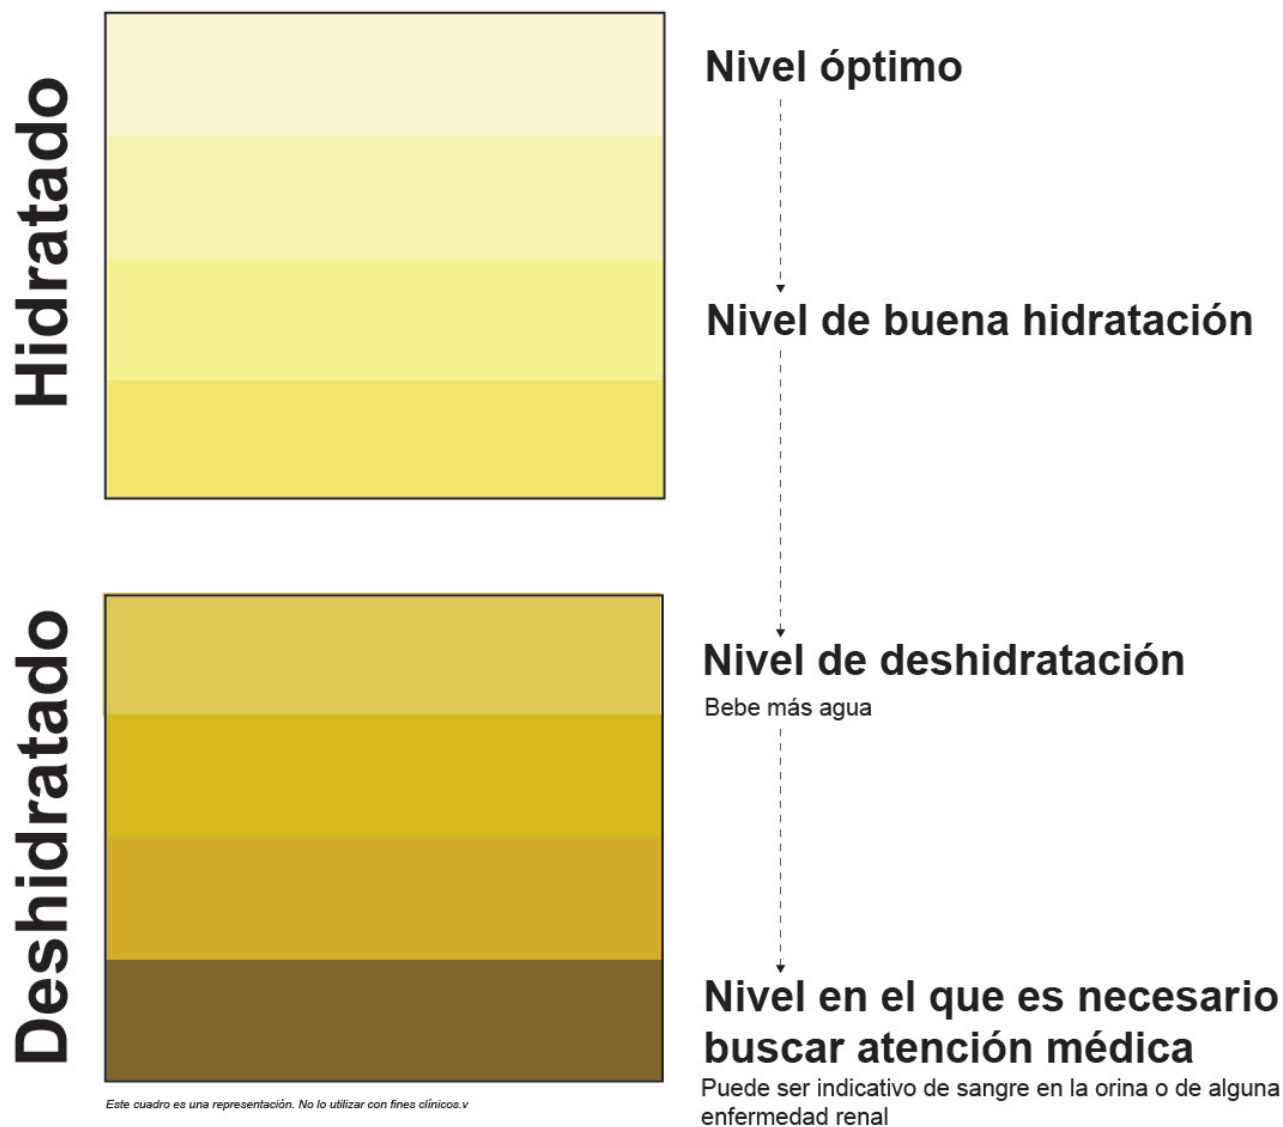 Hidratado
Nivel óptimo
Nivel de buena hidratación
Deshidratado
Nivel de deshidratación
Bebe más agua
Nivel en el que es necesario
buscar atención médica
Puede ser indicativo de sangre en la orina o de alguna
enfermedad renal
Este cuadro es una representación. No lo utilizar con fines clínicos.v